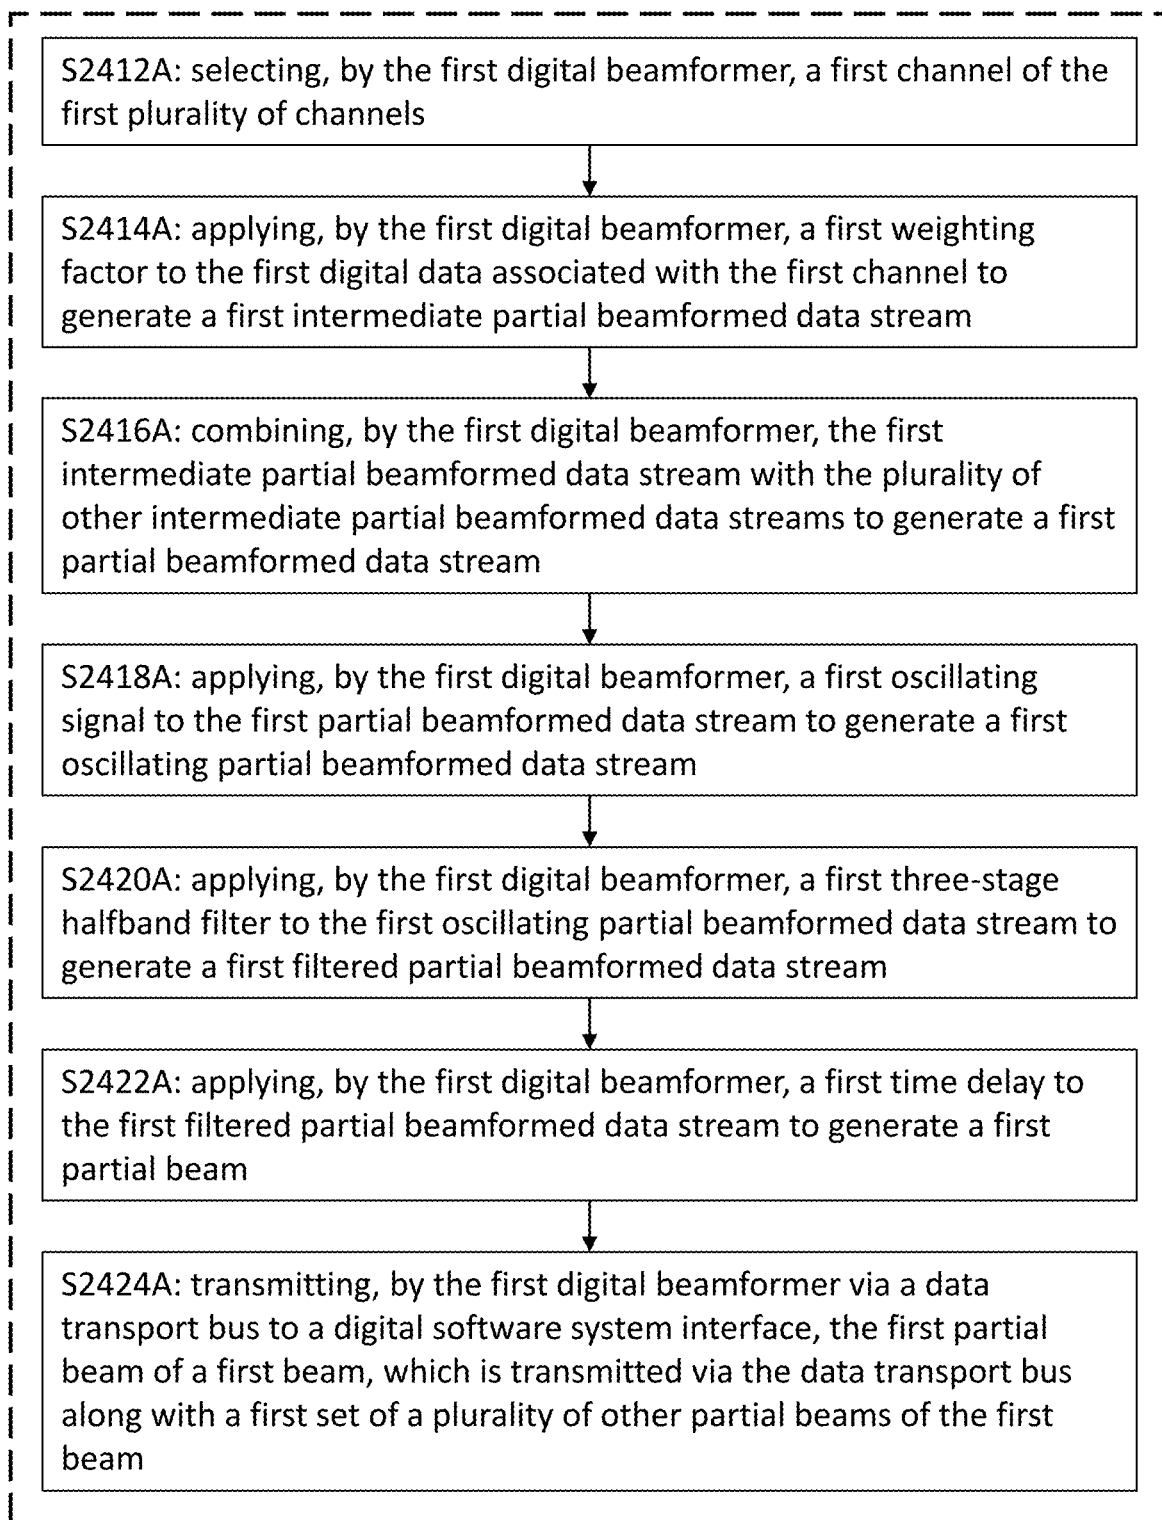 S2412A: selecting, by the first digital beamformer, a first channel of the
first plurality of channels
S2414A: applying, by the first digital beamformer, a first weighting
factor to the first digital data associated with the first channel to
generate a first intermediate partial beamformed data stream
S2416A: combining, by the first digital beamformer, the first
intermediate partial beamformed data stream with the plurality of
other intermediate partial beamformed data streams to generate a first
partial beamformed data stream
S2418A: applying, by the first digital beamformer, a first oscillating
signal to the first partial beamformed data stream to generate a first
oscillating partial beamformed data stream
S2420A: applying, by the first digital beamformer, a first three-stage
halfband filter to the first oscillating partial beamformed data stream to
generate a first filtered partial beamformed data stream
S2422A: applying, by the first digital beamformer, a first time delay to
the first filtered partial beamformed data stream to generate a first
partial beam
S2424A: transmitting, by the first digital beamformer via a data
transport bus to a digital software system interface, the first partial
beam of a first beam, which is transmitted via the data transport bus
along with a first set of a plurality of other partial beams of the first
beam